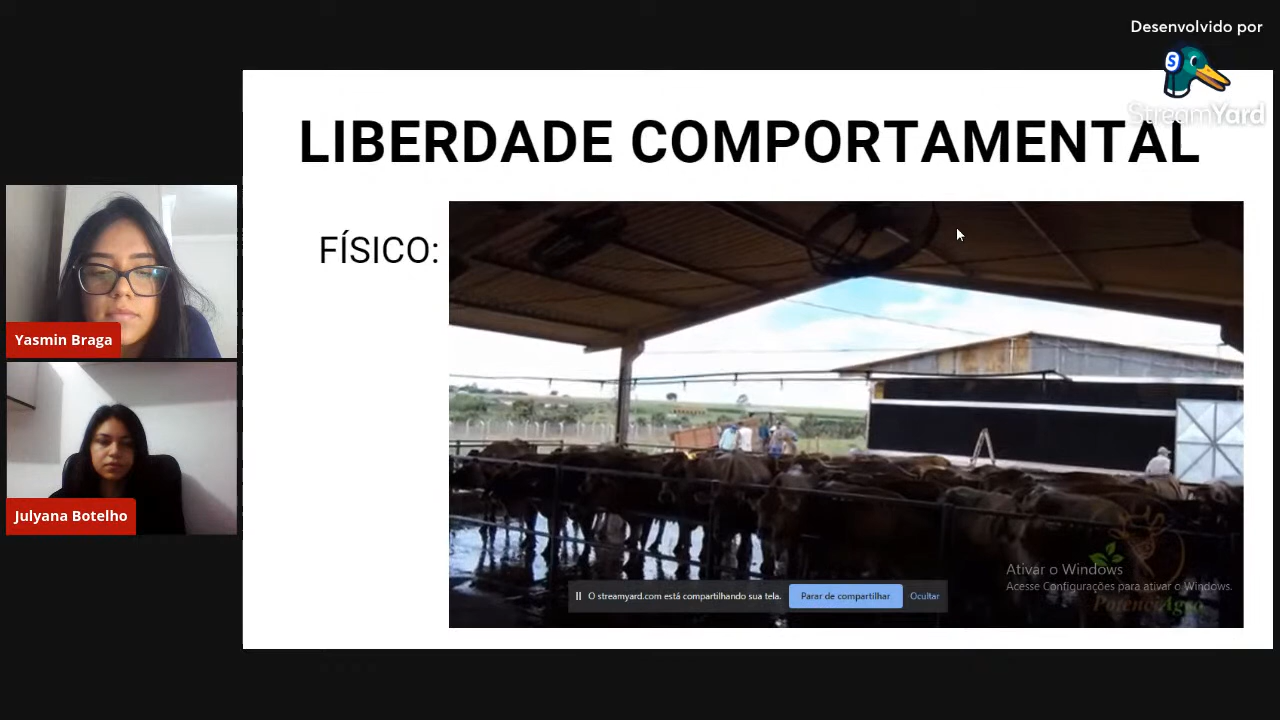 Desenvolvido por
StreamYard
LIBERDADE COMPORTAMENTAL
FÍSICO:
Yasmin Braga
Julyana Botelho
Ativar o Windows
Acesse Configurações para ativar o Windows.
O streamyard.com está compartilhando sua tela.
Parar de compartilhar
Ocultar
PotenciAgro